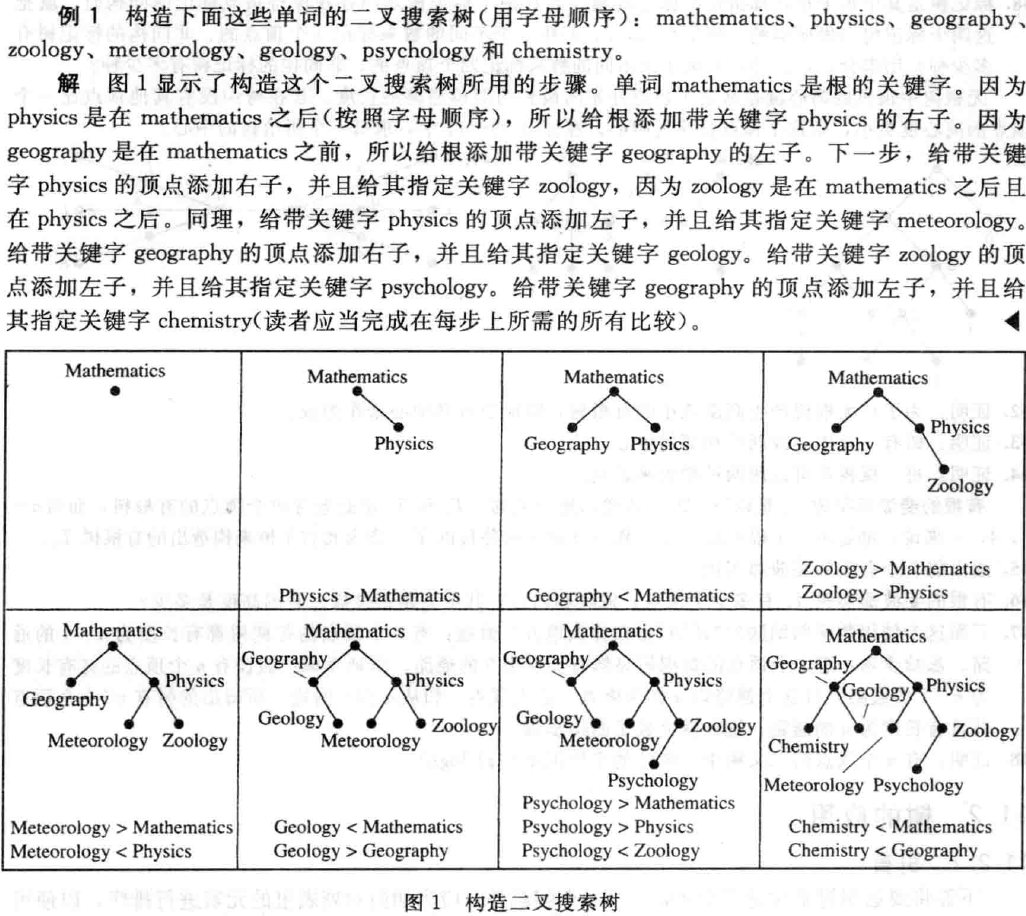 例 1 构造下面这些单词的二叉搜索树(用字母顺序)：mathematics、physics、geography、
zoology、meteorology、geology、psychology 和 chemistry。
解 图 1 显示了构造这个二叉搜索树所用的步骤。单词 mathematics 是根的关键字。因为
physics 是在 mathematics 之后(按照字母顺序)，所以给根添加带关键字 physics 的右子。因为
geography 是在 mathematics 之前，所以给根添加带关键字 geography 的左子。下一步，给带关键
字 physics 的顶点添加右子，并且给其指定关键字 zoology，因为 zoology 是在 mathematics 之后且
在 physics 之后。同理，给带关键字 physics 的顶点添加左子，并且给其指定关键字 meteorology。
给带关键字 geography 的顶点添加右子，并且给其指定关键字 geology。给带关键字 zoology 的顶
点添加左子，并且给其指定关键字 psychology。给带关键字 geography 的顶点添加左子，并且给
其指定关键字 chemistry(读者应当完成在每步上所需的所有比较)。
Mathematics
Mathematics
Physics
Physics > Mathematics
Mathematics
Geography
Physics
Geography < Mathematics
Mathematics
Physics
Geography
Zoology
Zoology > Mathematics
Zoology > Physics
Mathematics
Physics
Geography
Meteorology
Zoology
Meteorology > Mathematics
Meteorology < Physics
Mathematics
Geography
Physics
Geology
Zoology
Meteorology
Geology < Mathematics
Geology > Geography
Mathematics
Geography
Physics
Geology
Zoology
Meteorology
Psychology
Psychology > Mathematics
Psychology > Physics
Psychology < Zoology
Mathematics
Geography
Physics
Geology
Zoology
Chemistry
Meteorology
Psychology
Chemistry < Mathematics
Chemistry < Geography
图 1 构造二叉搜索树